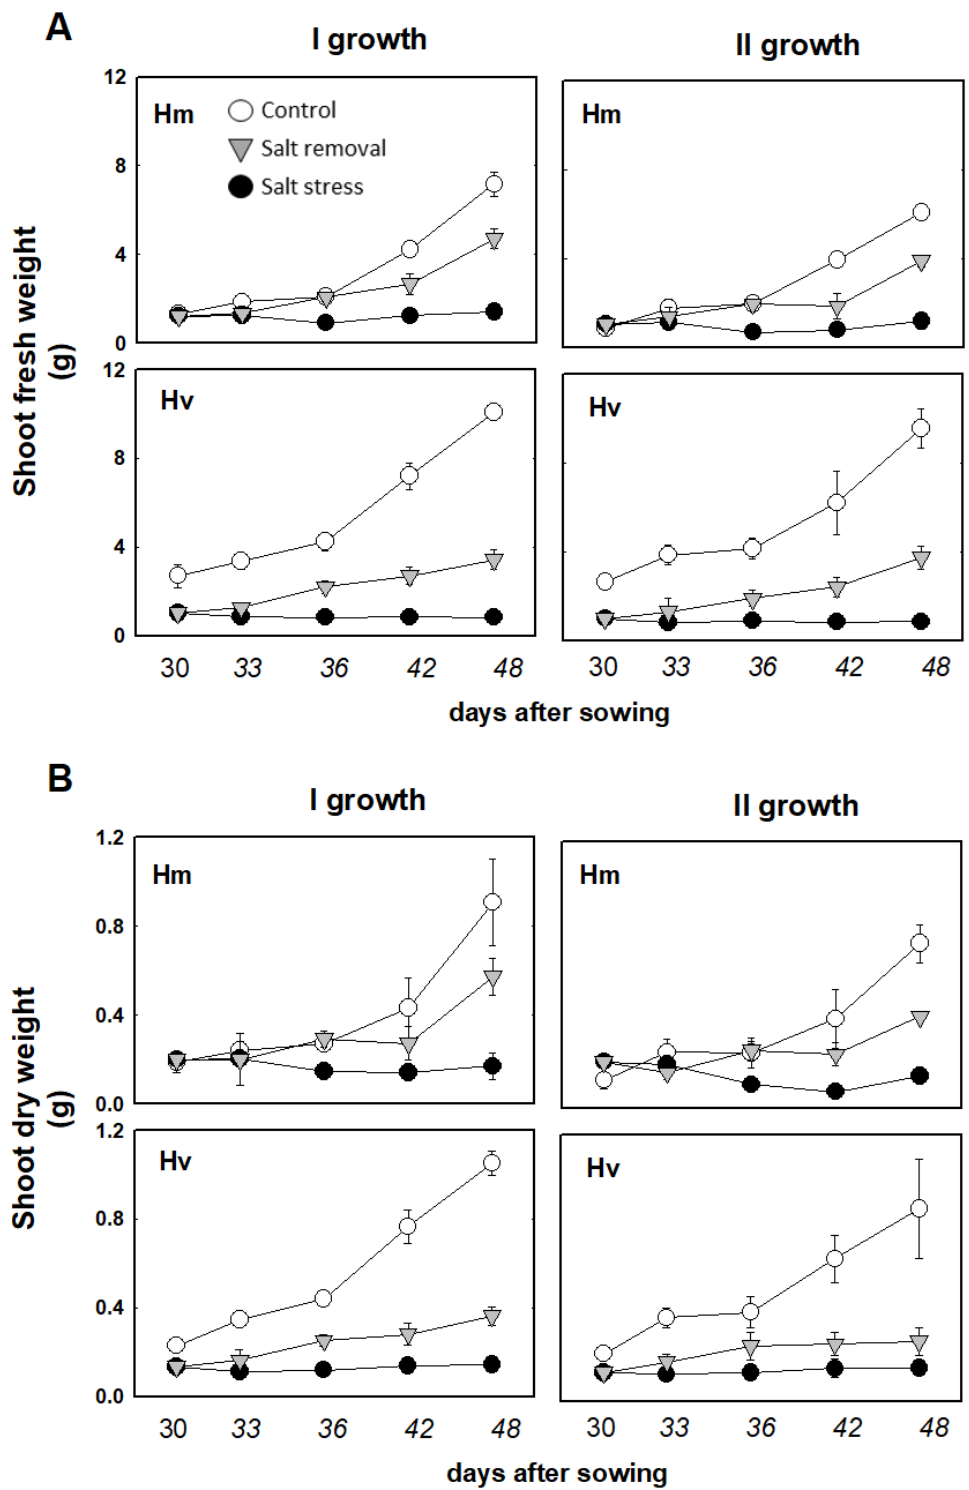 A
I growth
II growth
12
8
4
0
Hm
Control
Salt removal
Salt stress
Hm
Shoot fresh weight
(g)
12
8
4
0
Hv
Hv
30 33 36 42 48
30 33 36 42 48
days after sowing
B
I growth
II growth
1.2
0.8
0.4
0.0
Hm
Hm
Shoot dry weight
(g)
1.2
0.8
0.4
0.0
Hv
Hv
30 33 36 42 48
30 33 36 42 48
days after sowing